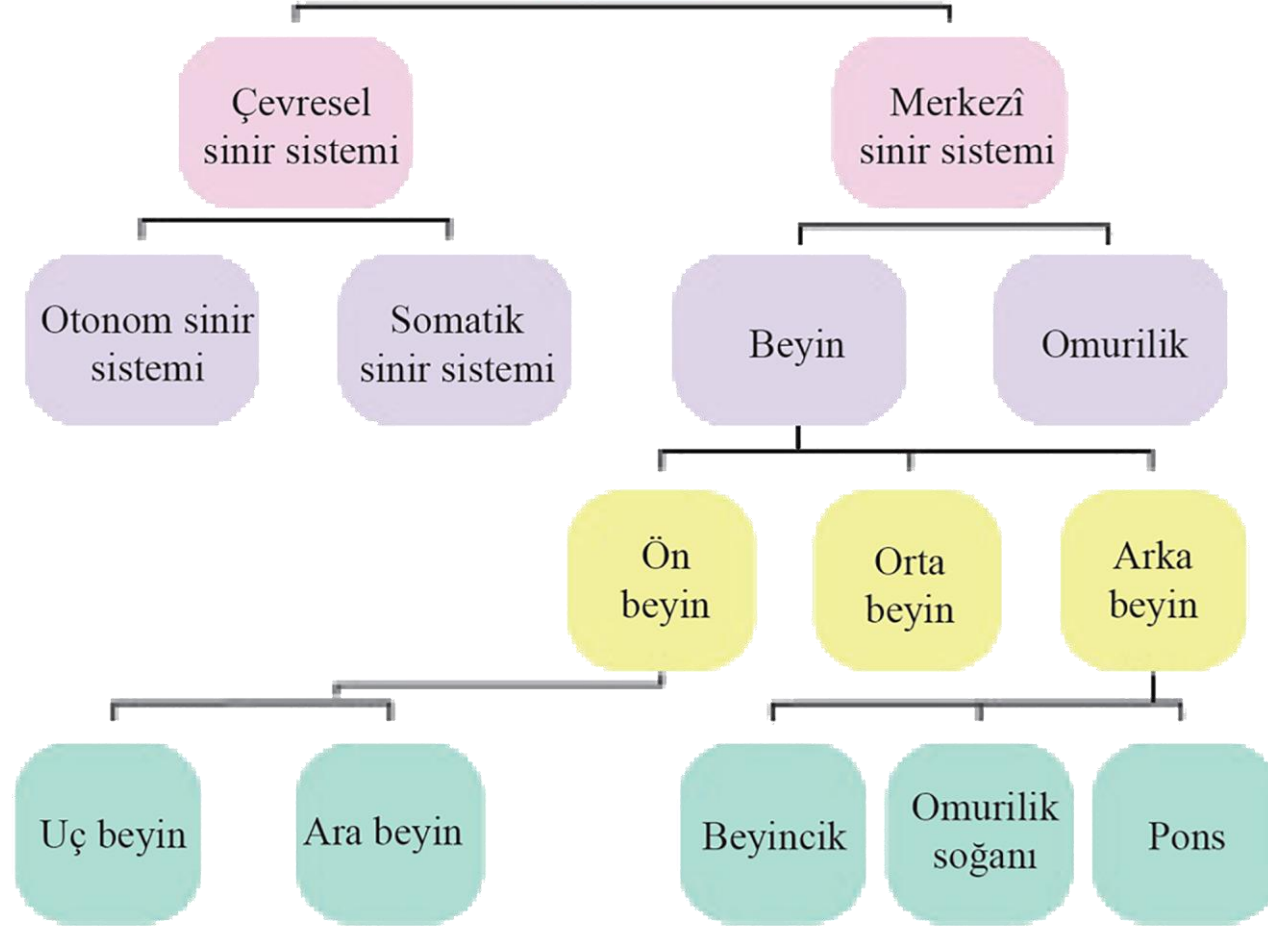 Çevresel
sinir sistemi
Merkezî
sinir sistemi
Otonom sinir
sistemi
Somatik
sinir sistemi
Beyin
Omurilik
Ön
beyin
Orta
beyin
Arka
beyin
Uç beyin
Ara beyin
Beyincik
Omurilik
soğanı
Pons